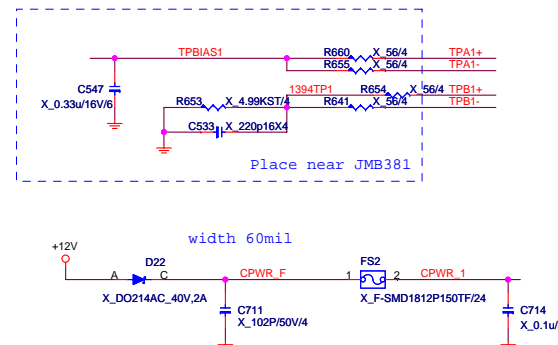 TPBIAS1 R660 X_56/4 TPA1+
R655 X_56/4 TPA1-
C547 1394TP1 R654 X_56/4 TPB1+
X_0.33u/16V/6 R653 X_4.99KST/4 R641 X_56/4 TPB1-
C533 X_220p16X4
Place near JMB381
width 60mil
+12V D22 FS2
A C CPWR_F 1 2 CPWR_1
X_DO214AC_40V,2A X_F-SMD1812P150TF/24
C711 C714
X_102P/50V/4 X_0.1u/